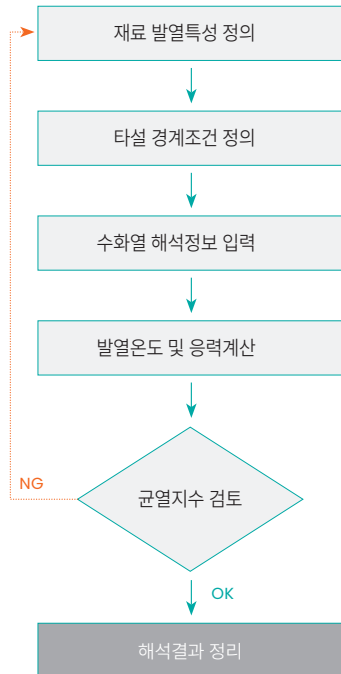 재료 발열특성 정의
타설 경계조건 정의
수화열 해석정보 입력
발열온도 및 응력계산
균열지수 검토
NG
OK
해석결과 정리